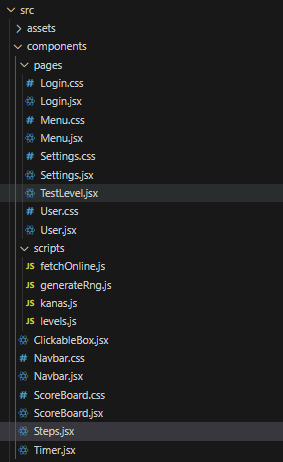 src
assets
components
pages
# Login.css
Login.jsx
# Menu.css
Menu.jsx
# Settings.css
Settings.jsx
TestLevel.jsx
# User.css
User.jsx
scripts
JS fetchOnline.js
JS generateRng.js
JS kanas.js
JS levels.js
ClickableBox.jsx
# Navbar.css
Navbar.jsx
# ScoreBoard.css
ScoreBoard.jsx
Steps.jsx
Timer.jsx